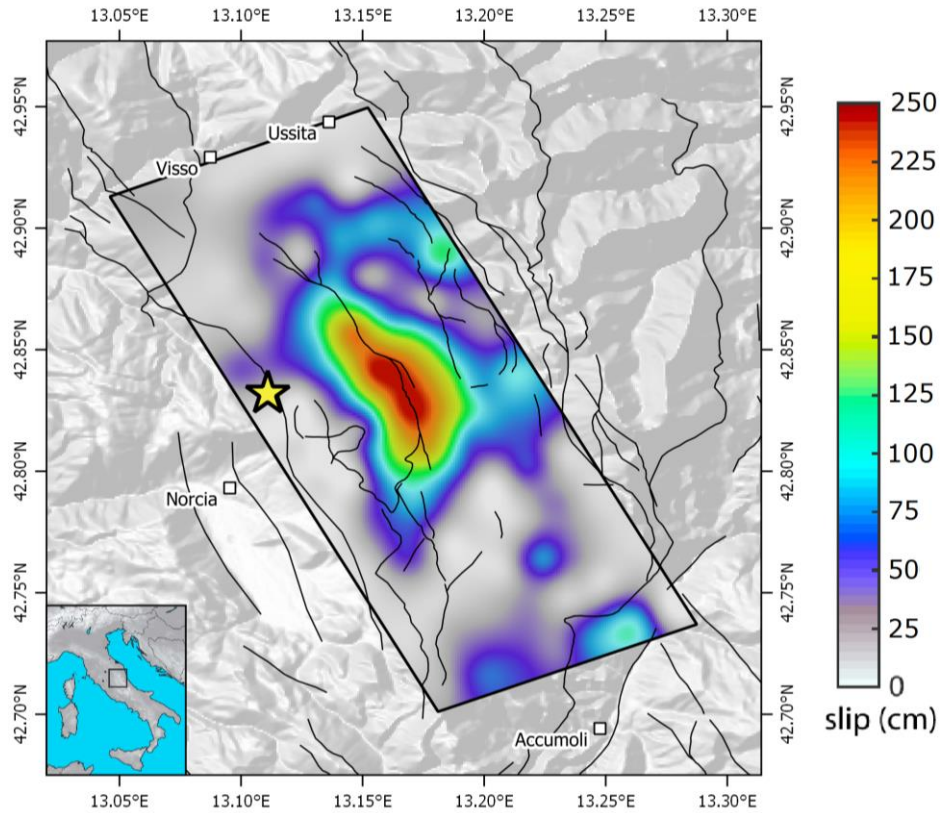 13.05°E 13.10°E 13.15°E 13.20°E 13.25°E 13.30°E
42.95°N 42.95°N
42.90°N 42.90°N
42.85°N 42.85°N
42.80°N 42.80°N
42.75°N 42.75°N
42.70°N 42.70°N
Ussita
Visso
Norcia
Accumoli
13.05°E 13.10°E 13.15°E 13.20°E 13.25°E 13.30°E
250
225
200
175
150
125
100
75
50
25
0
slip (cm)